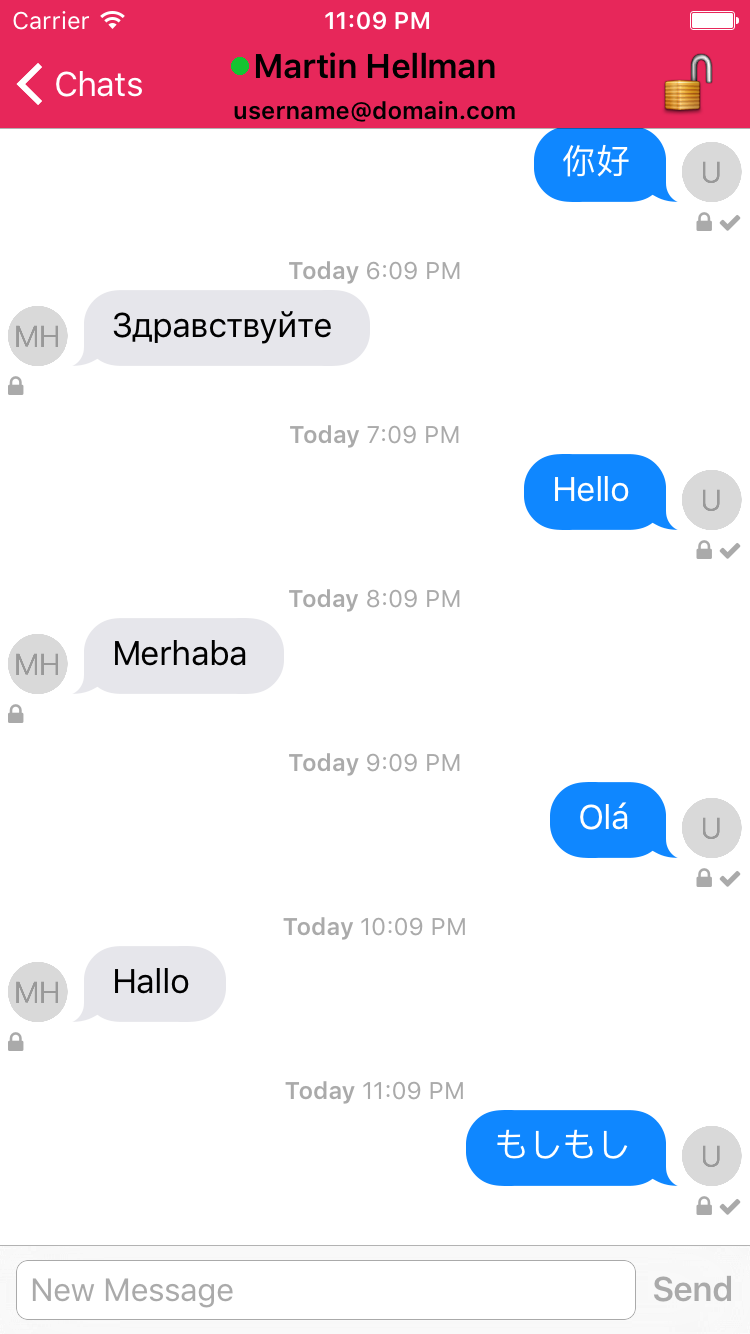 Carrier 11:09 PM
Chats
Martin Hellman
username@domain.com
你好
U
Today 6:09 PM
Здравствуйте
MH
Today 7:09 PM
Hello
U
Today 8:09 PM
Merhaba
MH
Today 9:09 PM
Olá
U
Today 10:09 PM
Hallo
MH
Today 11:09 PM
もしもし
U
New Message
Send